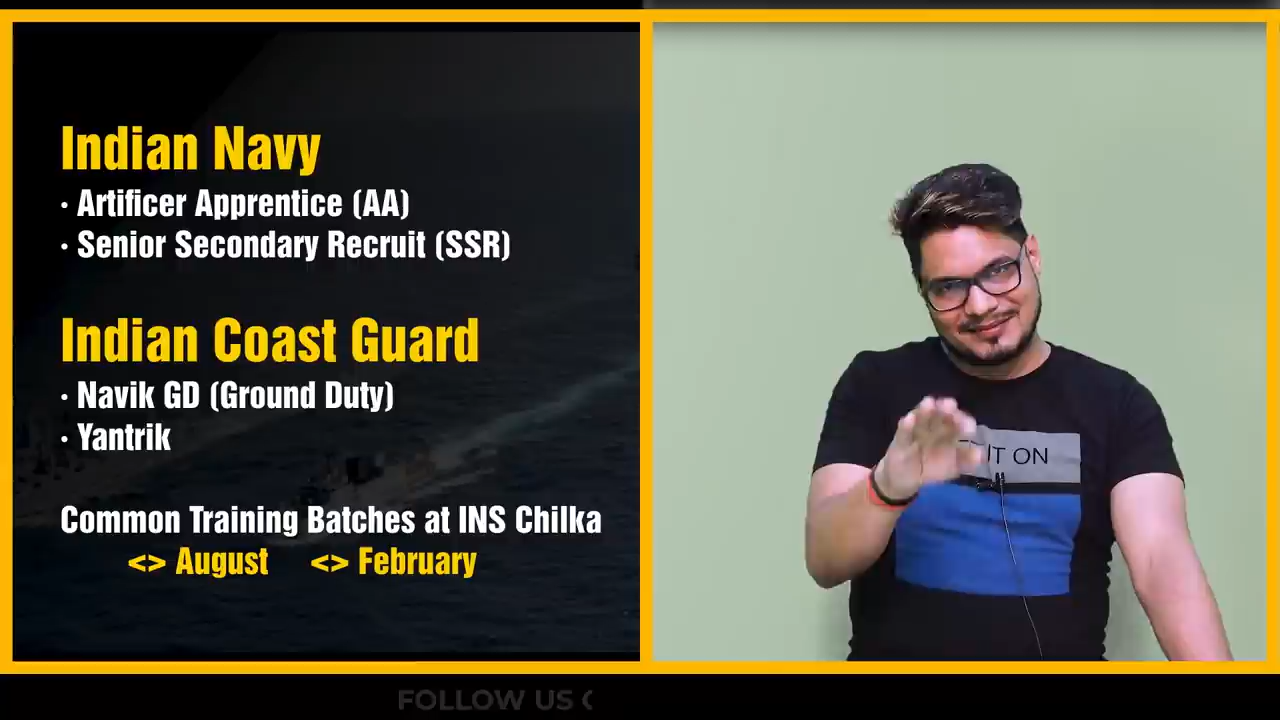 Indian Navy
· Artificer Apprentice (AA)
· Senior Secondary Recruit (SSR)
Indian Coast Guard
· Navik GD (Ground Duty)
· Yantrik
Common Training Batches at INS Chilka
<> August <> February
IT ON
FOLLOW US